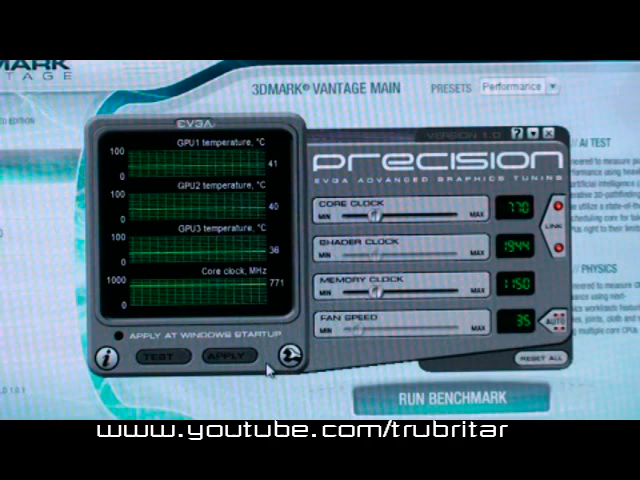 MARK
TAGE
3DMARK® VANTAGE MAIN
PRESETS
Performance
ED EDITION
EVGA
GPU1 temperature, °C
100
0
41
GPU2 temperature, °C
100
0
40
GPU3 temperature, °C
100
0
36
Core clock, MHz
1000
0
771
APPLY AT WINDOWS STARTUP
i
TEST
APPLY
VERSION 1.0
?
precision
EVGA ADVANCED GRAPHICS TUNING
CORE CLOCK
MIN
MAX
770
SHADER CLOCK
MIN
MAX
1944
LINK
MEMORY CLOCK
MIN
MAX
1150
FAN SPEED
MIN
MAX
35
AUTO
RESET ALL
// AI TEST
// PHYSICS
RUN BENCHMARK
www.youtube.com/trubritar